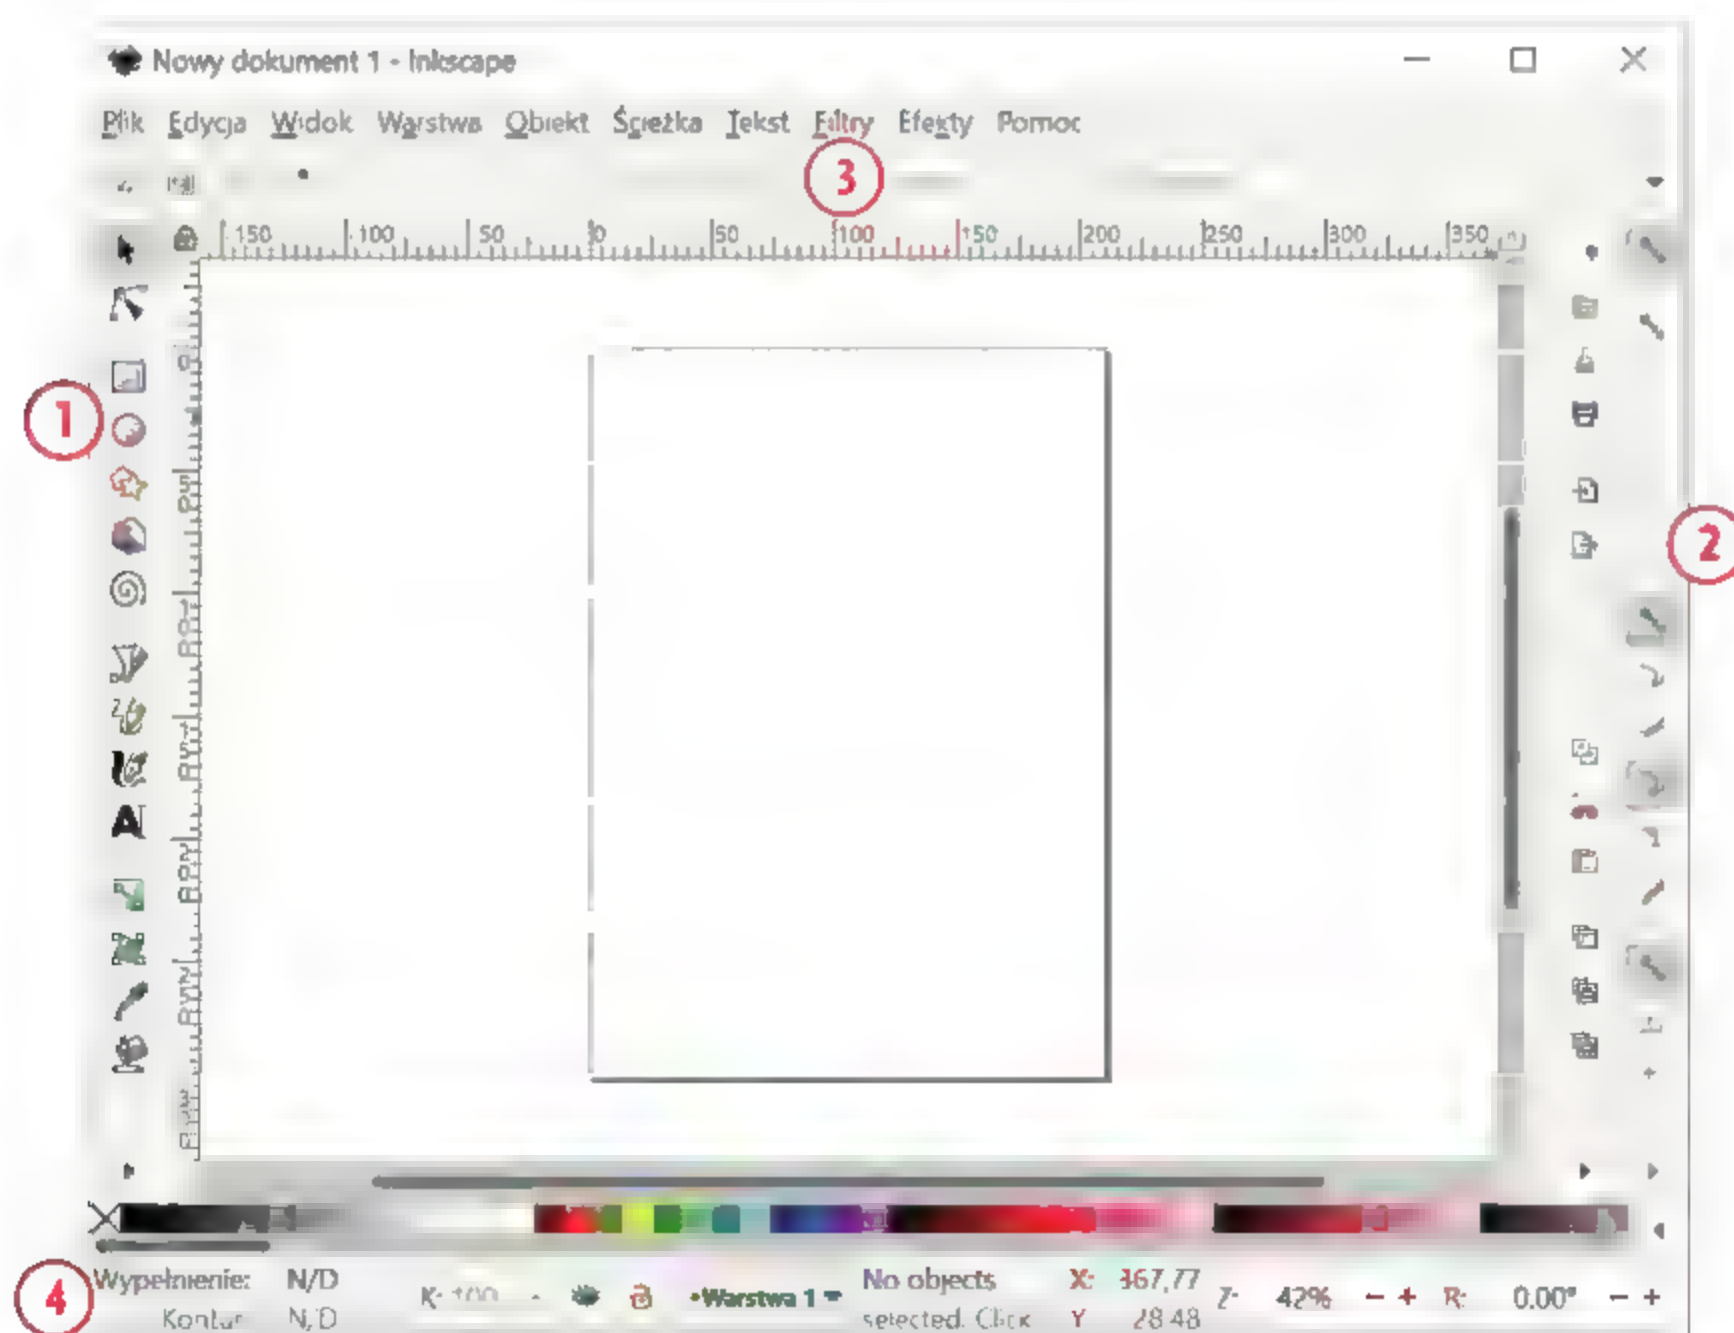 Nowy dokument 1 - Inkscape
Plik Edycja Widok Warstwa Obiekt Ścieżka Tekst Filtry Efekty Pomoc
3
150 100 50 0 50 100 150 200 250 300 350
1
2
4
Wypełnienie: N/D
Kontur N/D
K: 100
•Warstwa 1
No objects
selected. Click
X: 367,77
Y 28 48
Z: 42% - +
R: 0.00° - +